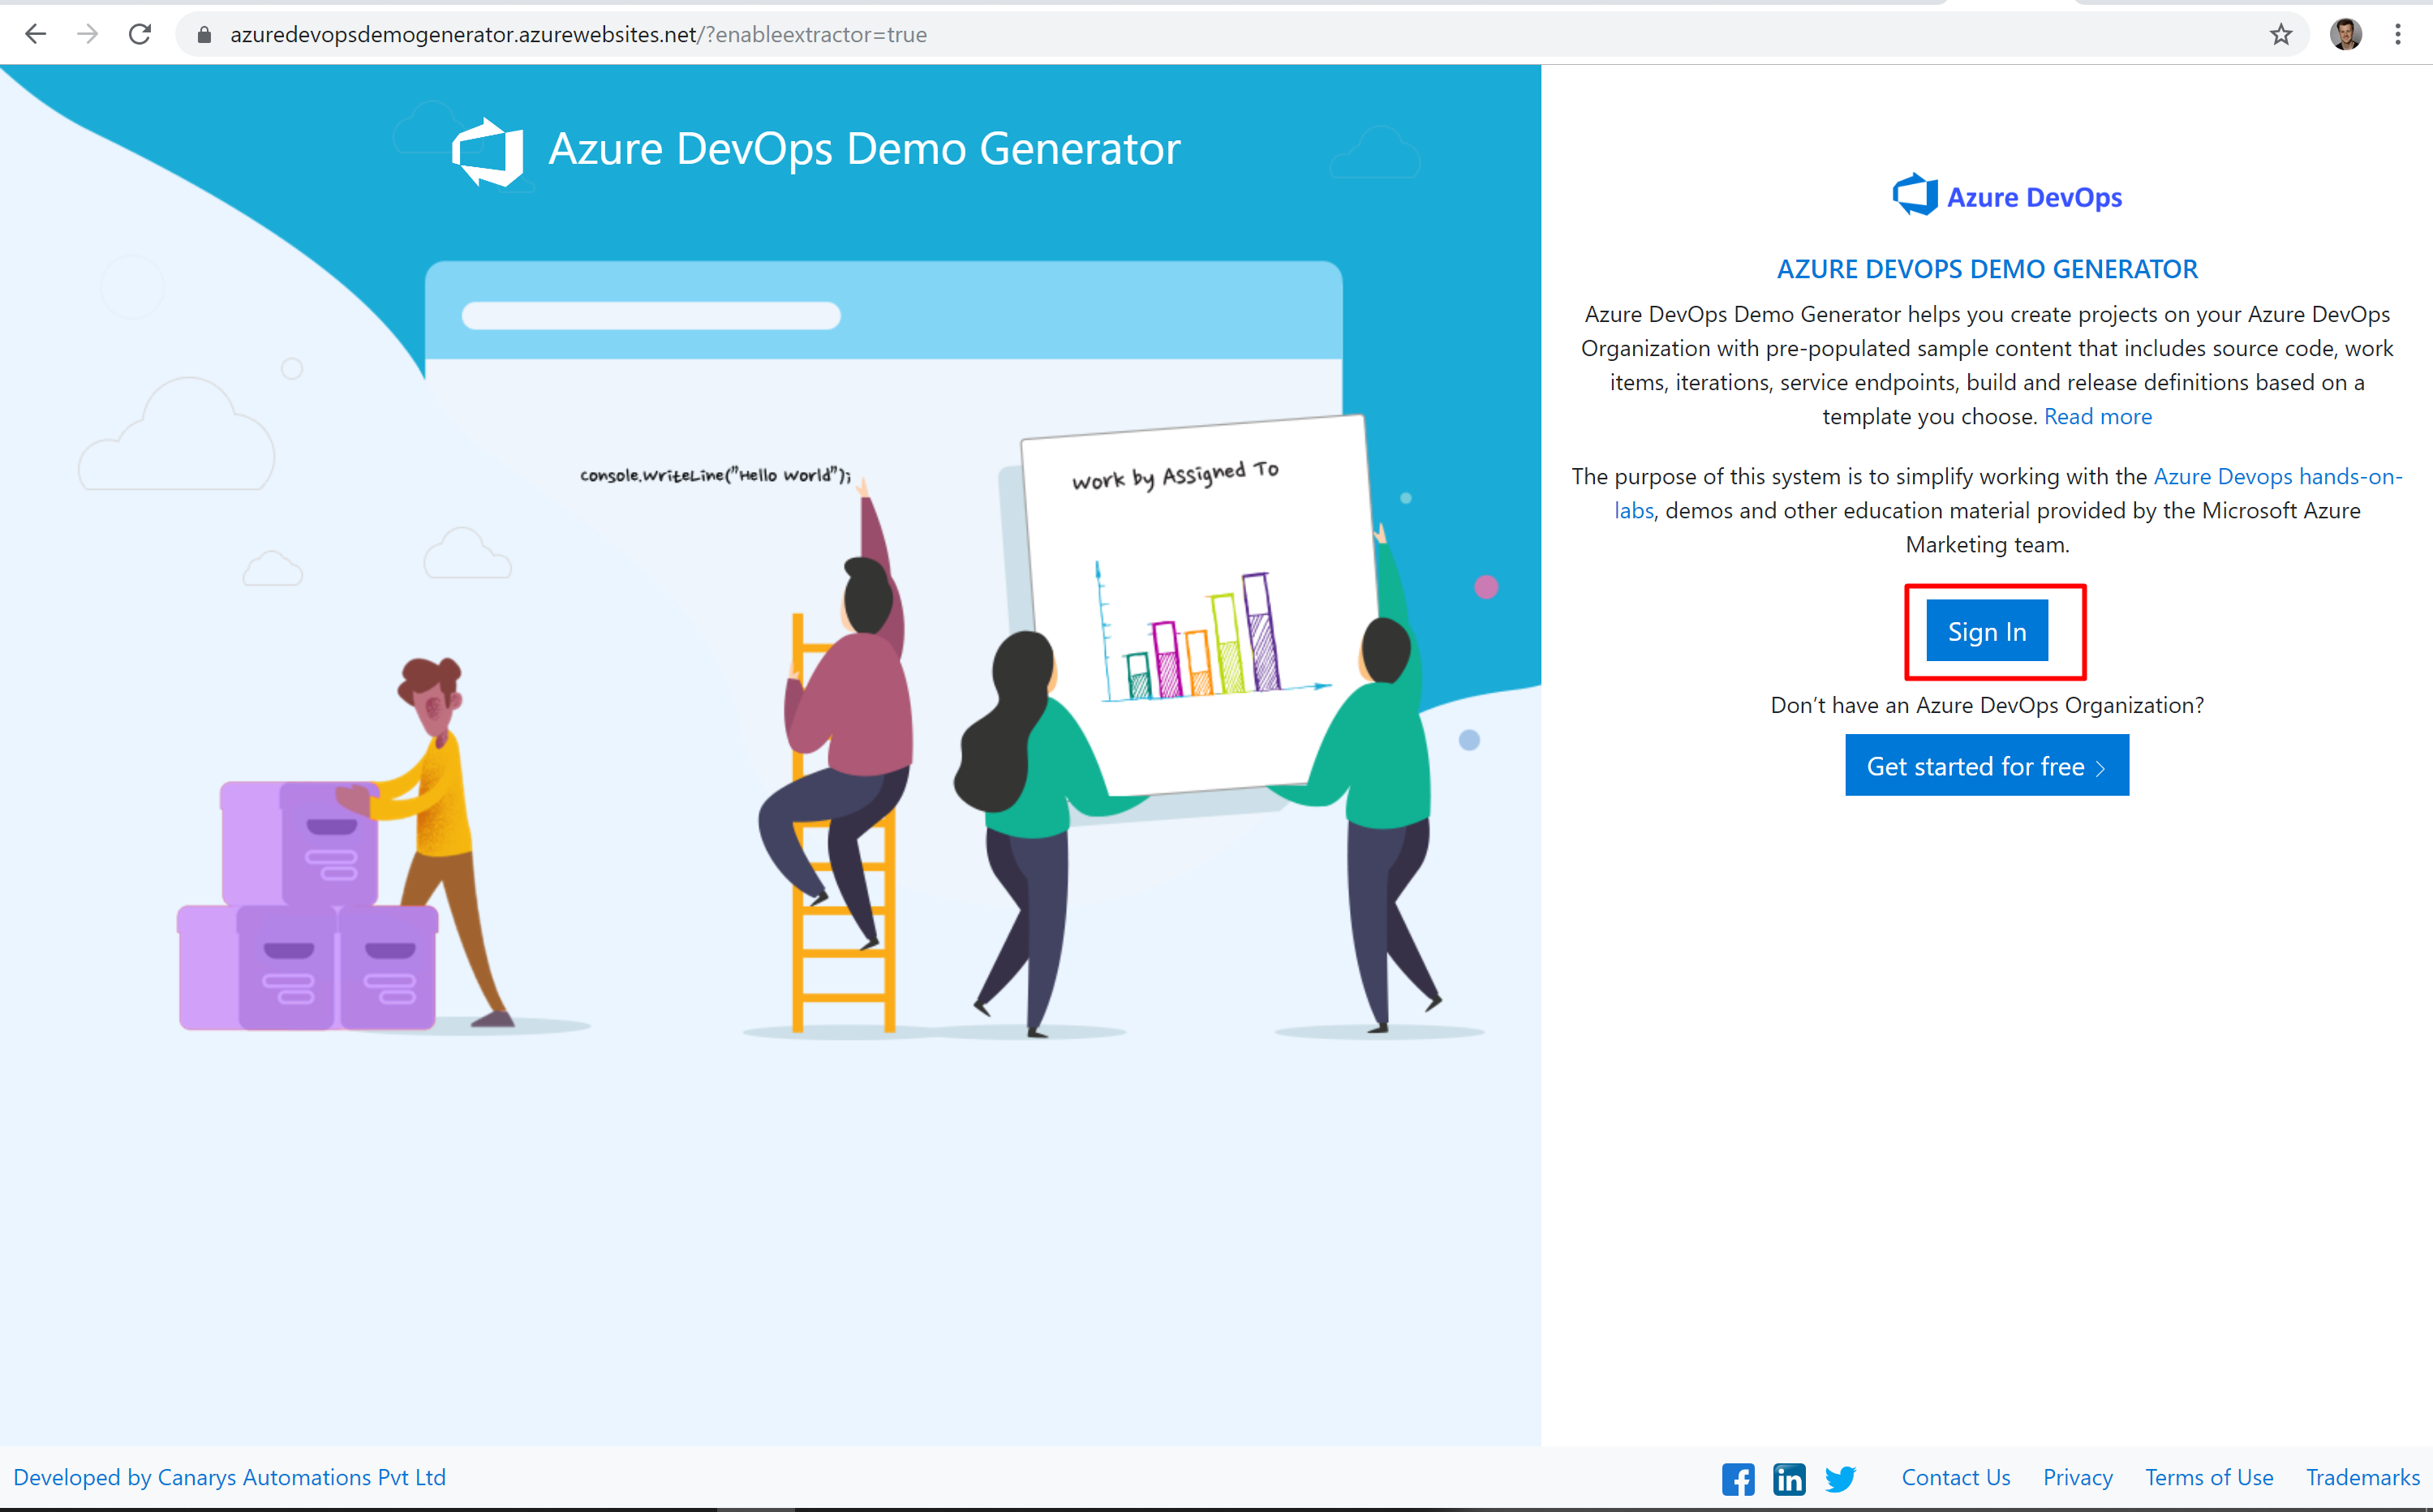 azuredevopsdemogenerator.azurewebsites.net/?enableextractor=true
Azure DevOps Demo Generator
console.WriteLine("Hello World");
Work by Assigned To
Azure DevOps
AZURE DEVOPS DEMO GENERATOR
Azure DevOps Demo Generator helps you create projects on your Azure DevOps
Organization with pre-populated sample content that includes source code, work
items, iterations, service endpoints, build and release definitions based on a
template you choose. Read more
The purpose of this system is to simplify working with the Azure Devops hands-on-
labs, demos and other education material provided by the Microsoft Azure
Marketing team.
Sign In
Don’t have an Azure DevOps Organization?
Get started for free
Developed by Canarys Automations Pvt Ltd
Contact Us Privacy Terms of Use Trademarks